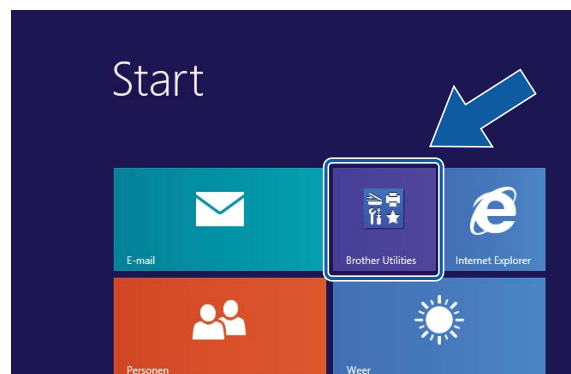 Start
E-mail
Brother Utilities
Internet Explorer
Personen
Weer